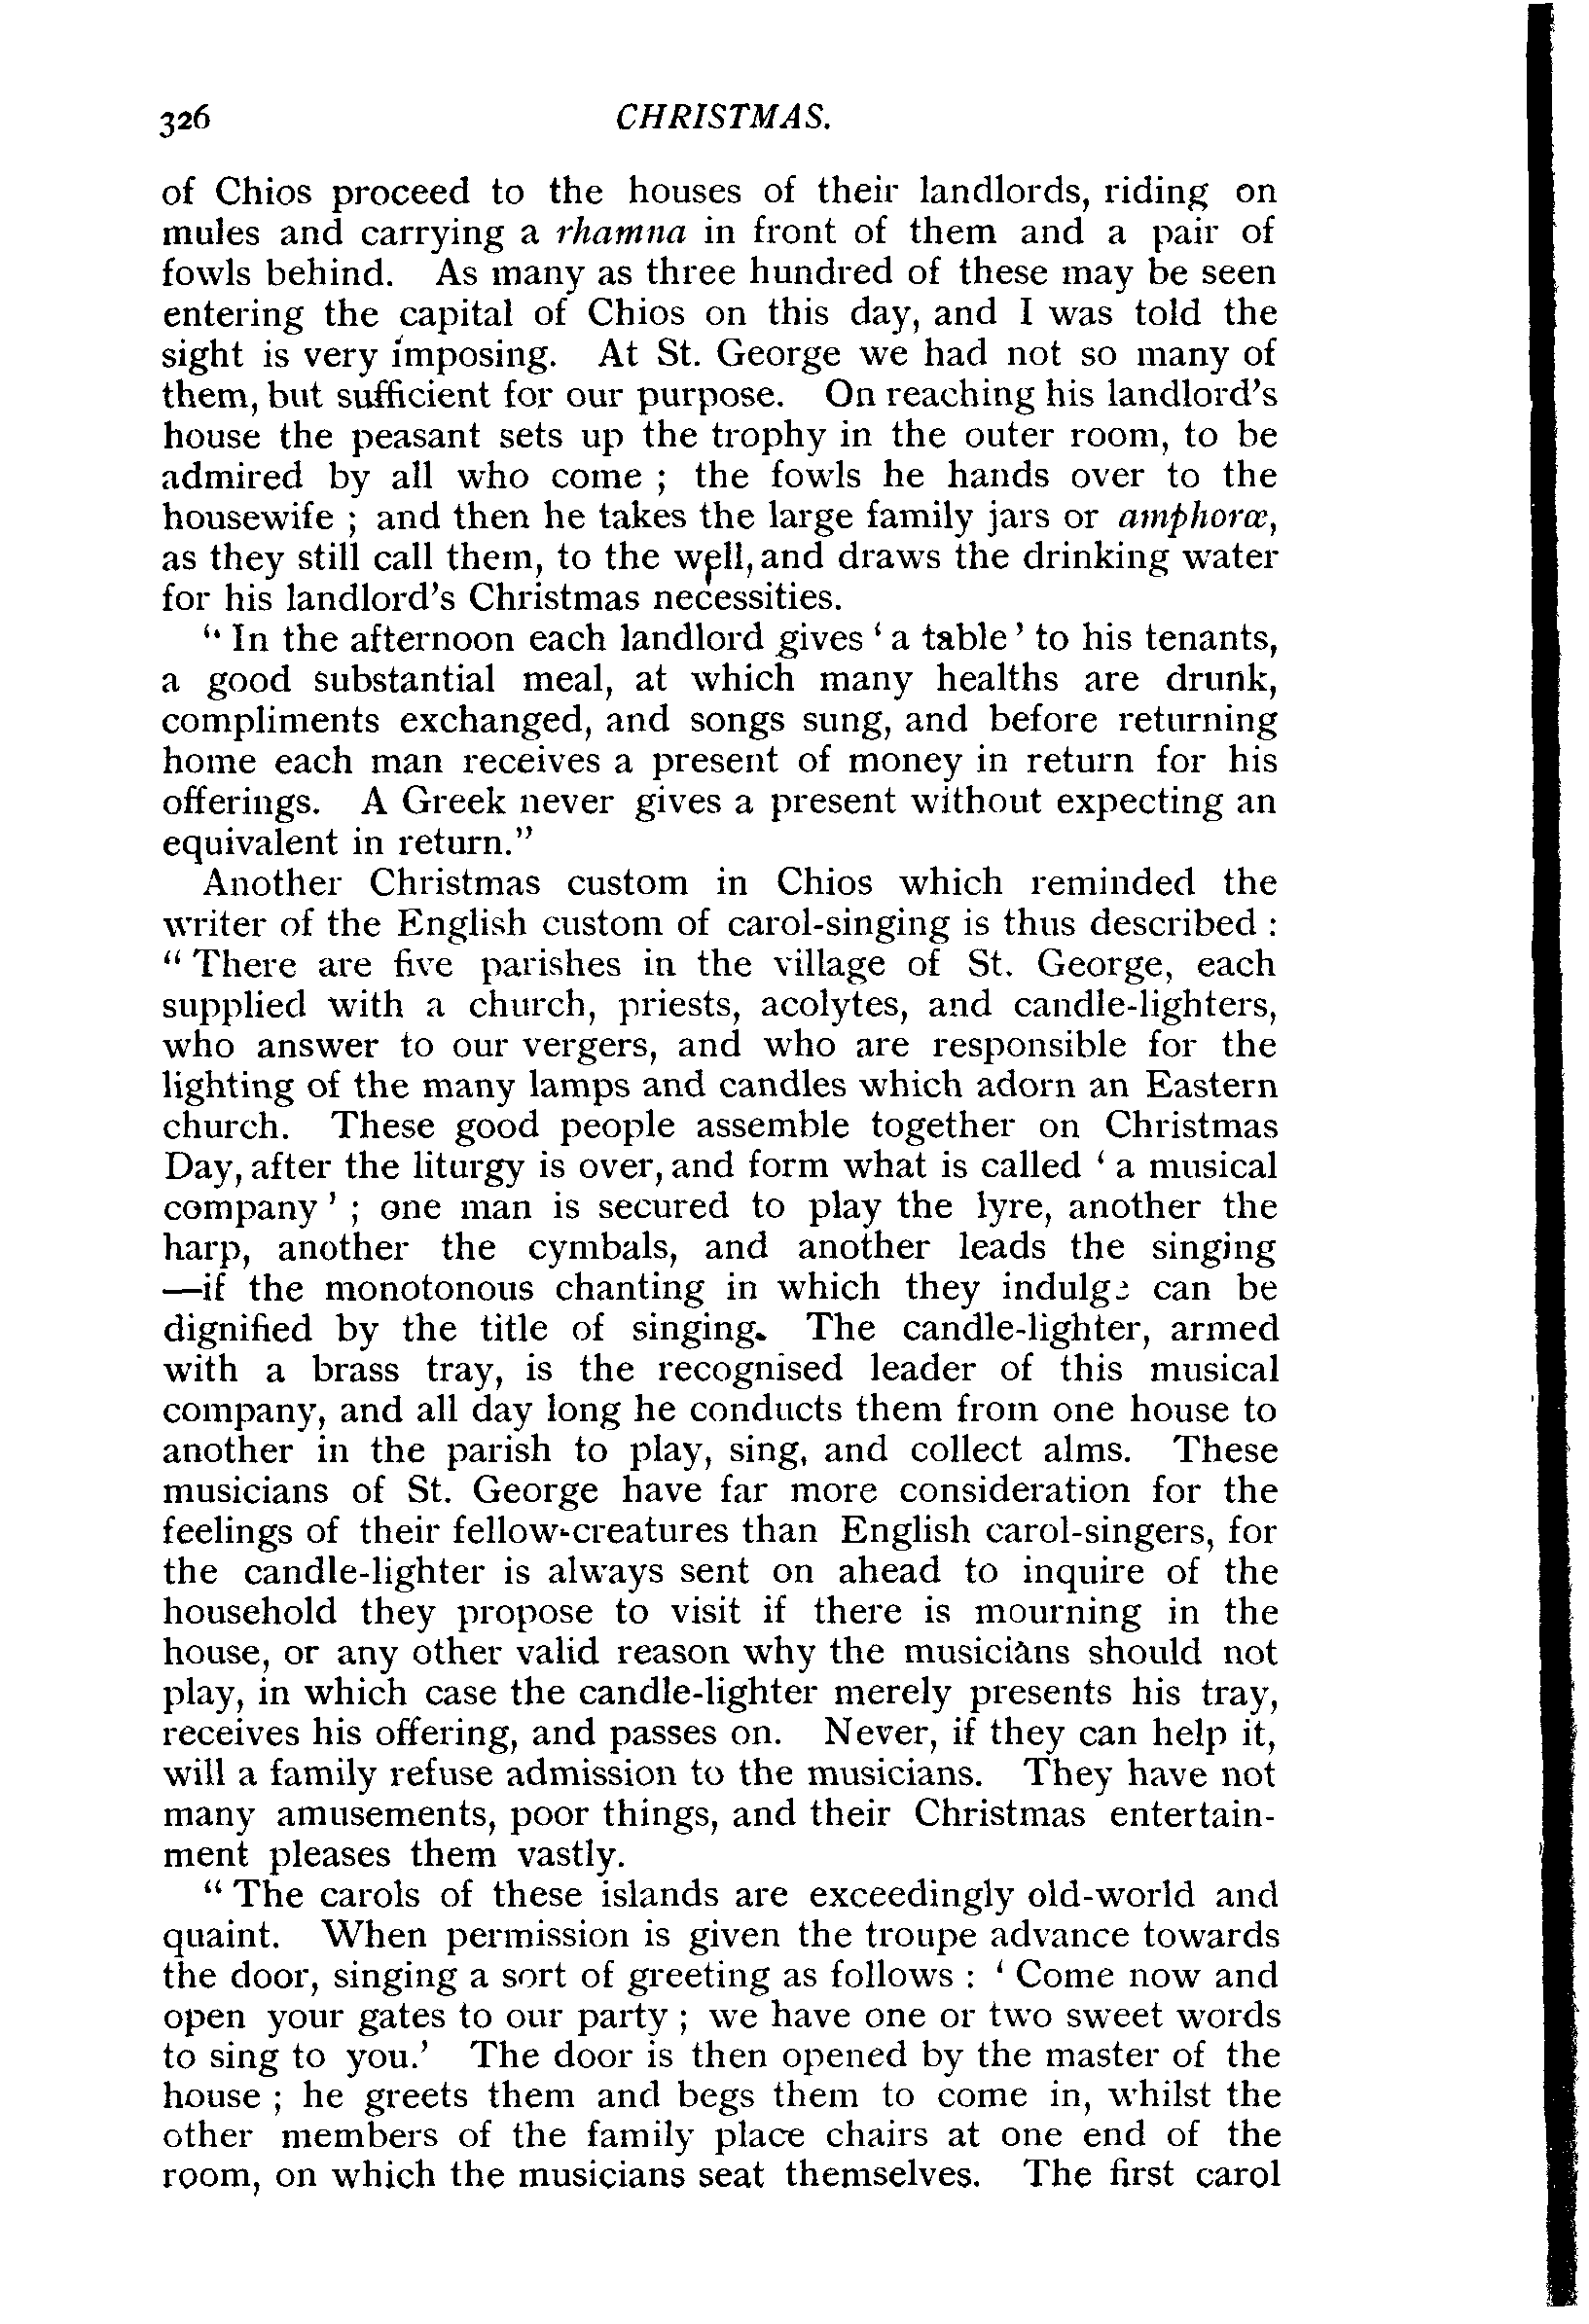 326 CHRISTMAS.
of Chios proceed to the houses of their landlords, riding on
mules and carrying a rhamna in front of them and a pair of
fowls behind. As many as three hundred of these may be seen
entering the capital of Chios on this day, and I was told the
sight is very imposing. At St. George we had not so many of
them, but sufficient for our purpose. On reaching his landlord's
house the peasant sets up the trophy in the outer room, to be
admired by all who come ; the fowls he hands over to the
housewife ; and then he takes the large family jars or amphoræ,
as they still call them, to the well, and draws the drinking water
for his landlord's Christmas necessities.
“ In the afternoon each landlord gives ‘ a table ’ to his tenants,
a good substantial meal, at which many healths are drunk,
compliments exchanged, and songs sung, and before returning
home each man receives a present of money in return for his
offerings. A Greek never gives a present without expecting an
equivalent in return.”
Another Christmas custom in Chios which reminded the
writer of the English custom of carol-singing is thus described :
“ There are five parishes in the village of St. George, each
supplied with a church, priests, acolytes, and candle-lighters,
who answer to our vergers, and who are responsible for the
lighting of the many lamps and candles which adorn an Eastern
church. These good people assemble together on Christmas
Day, after the liturgy is over, and form what is called ‘ a musical
company ’ ; one man is secured to play the lyre, another the
harp, another the cymbals, and another leads the singing
—if the monotonous chanting in which they indulge can be
dignified by the title of singing. The candle-lighter, armed
with a brass tray, is the recognised leader of this musical
company, and all day long he conducts them from one house to
another in the parish to play, sing, and collect alms. These
musicians of St. George have far more consideration for the
feelings of their fellow-creatures than English carol-singers, for
the candle-lighter is always sent on ahead to inquire of the
household they propose to visit if there is mourning in the
house, or any other valid reason why the musicians should not
play, in which case the candle-lighter merely presents his tray,
receives his offering, and passes on. Never, if they can help it,
will a family refuse admission to the musicians. They have not
many amusements, poor things, and their Christmas entertain-
ment pleases them vastly.
“ The carols of these islands are exceedingly old-world and
quaint. When permission is given the troupe advance towards
the door, singing a sort of greeting as follows : ‘ Come now and
open your gates to our party ; we have one or two sweet words
to sing to you.’ The door is then opened by the master of the
house ; he greets them and begs them to come in, whilst the
other members of the family place chairs at one end of the
room, on which the musicians seat themselves. The first carol